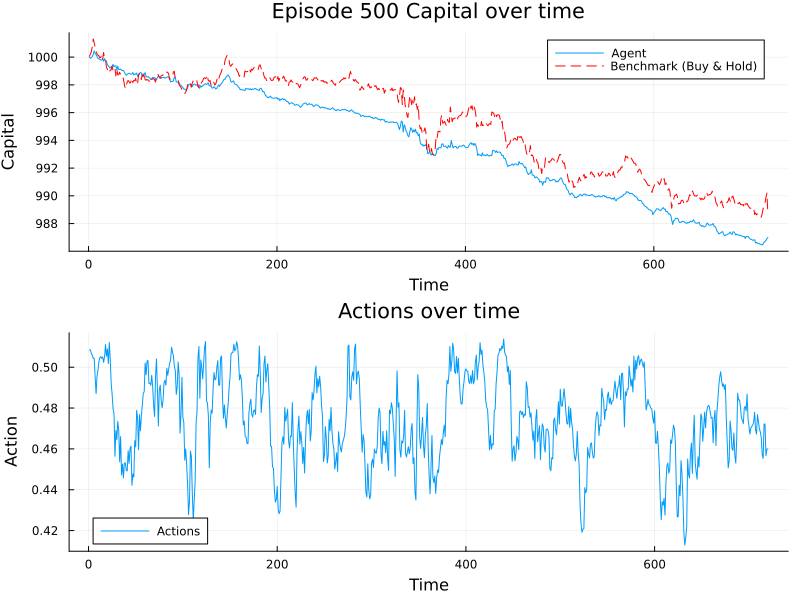 Episode 500 Capital over time
Capital
1000
998
996
994
992
990
988
Agent
Benchmark (Buy & Hold)
0
200
400
600
Time
Actions over time
Action
0.50
0.48
0.46
0.44
0.42
Actions
0
200
400
600
Time